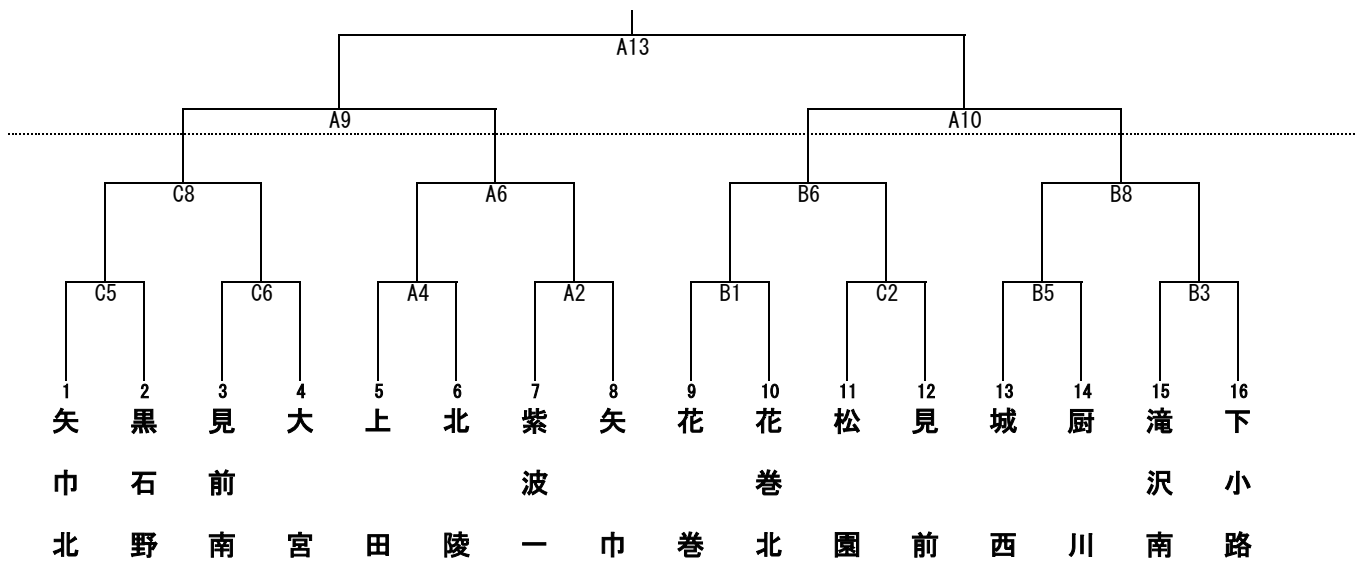 A13
A9 A10
C8 A6 B6 B8
C5 C6 A4 A2 B1 C2 B5 B3
1 2 3 4 5 6 7 8 9 10 11 12 13 14 15 16
矢巾北
黒石野
見前南
大宮
上田
北陵
紫波一
矢巾
花巻
花巻北
松園
見前
城西
厨川
滝沢南
下小路